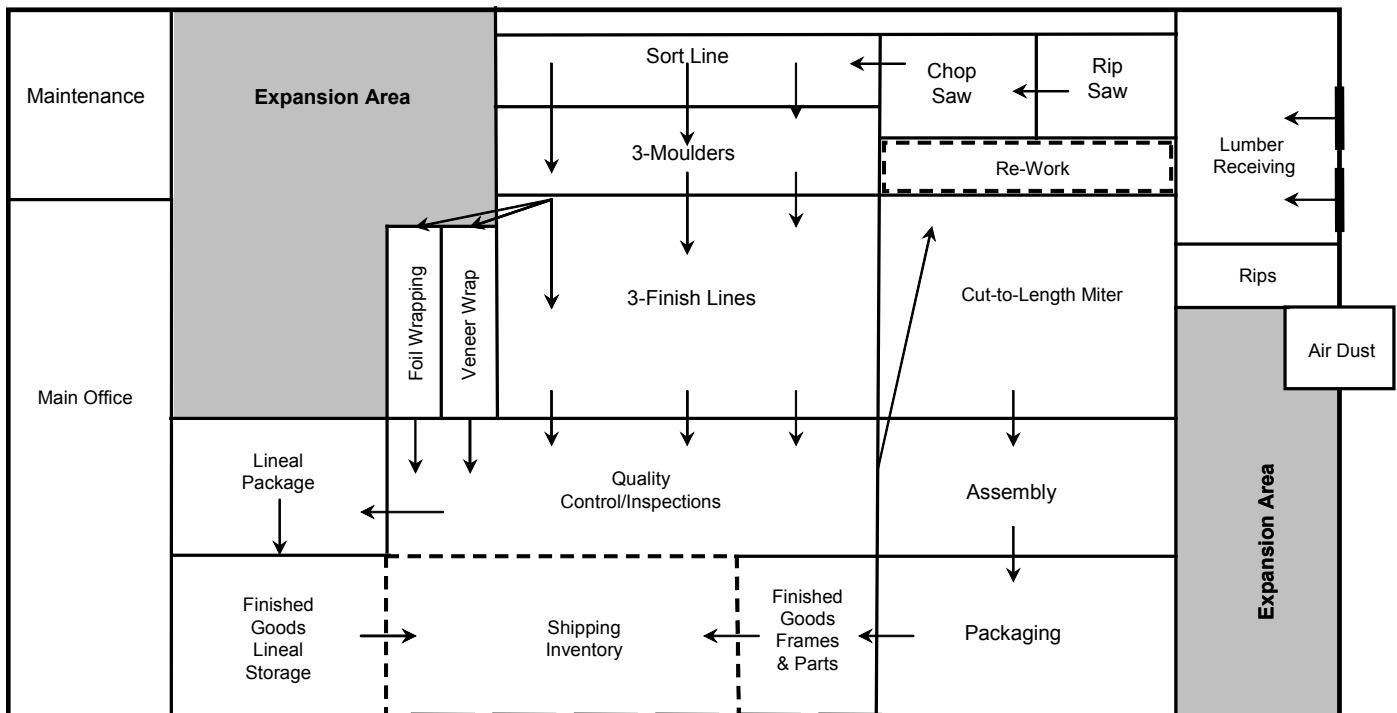 Maintenance
Expansion Area
Sort Line
Chop
Saw
Rip
Saw
Lumber
Receiving
3-Moulders
Re-Work
Rips
Foil Wrapping
Veneer Wrap
3-Finish Lines
Cut-to-Length Miter
Air Dust
Main Office
Lineal
Package
Quality
Control/Inspections
Assembly
Expansion Area
Finished
Goods
Lineal
Storage
Shipping
Inventory
Finished
Goods
Frames
& Parts
Packaging